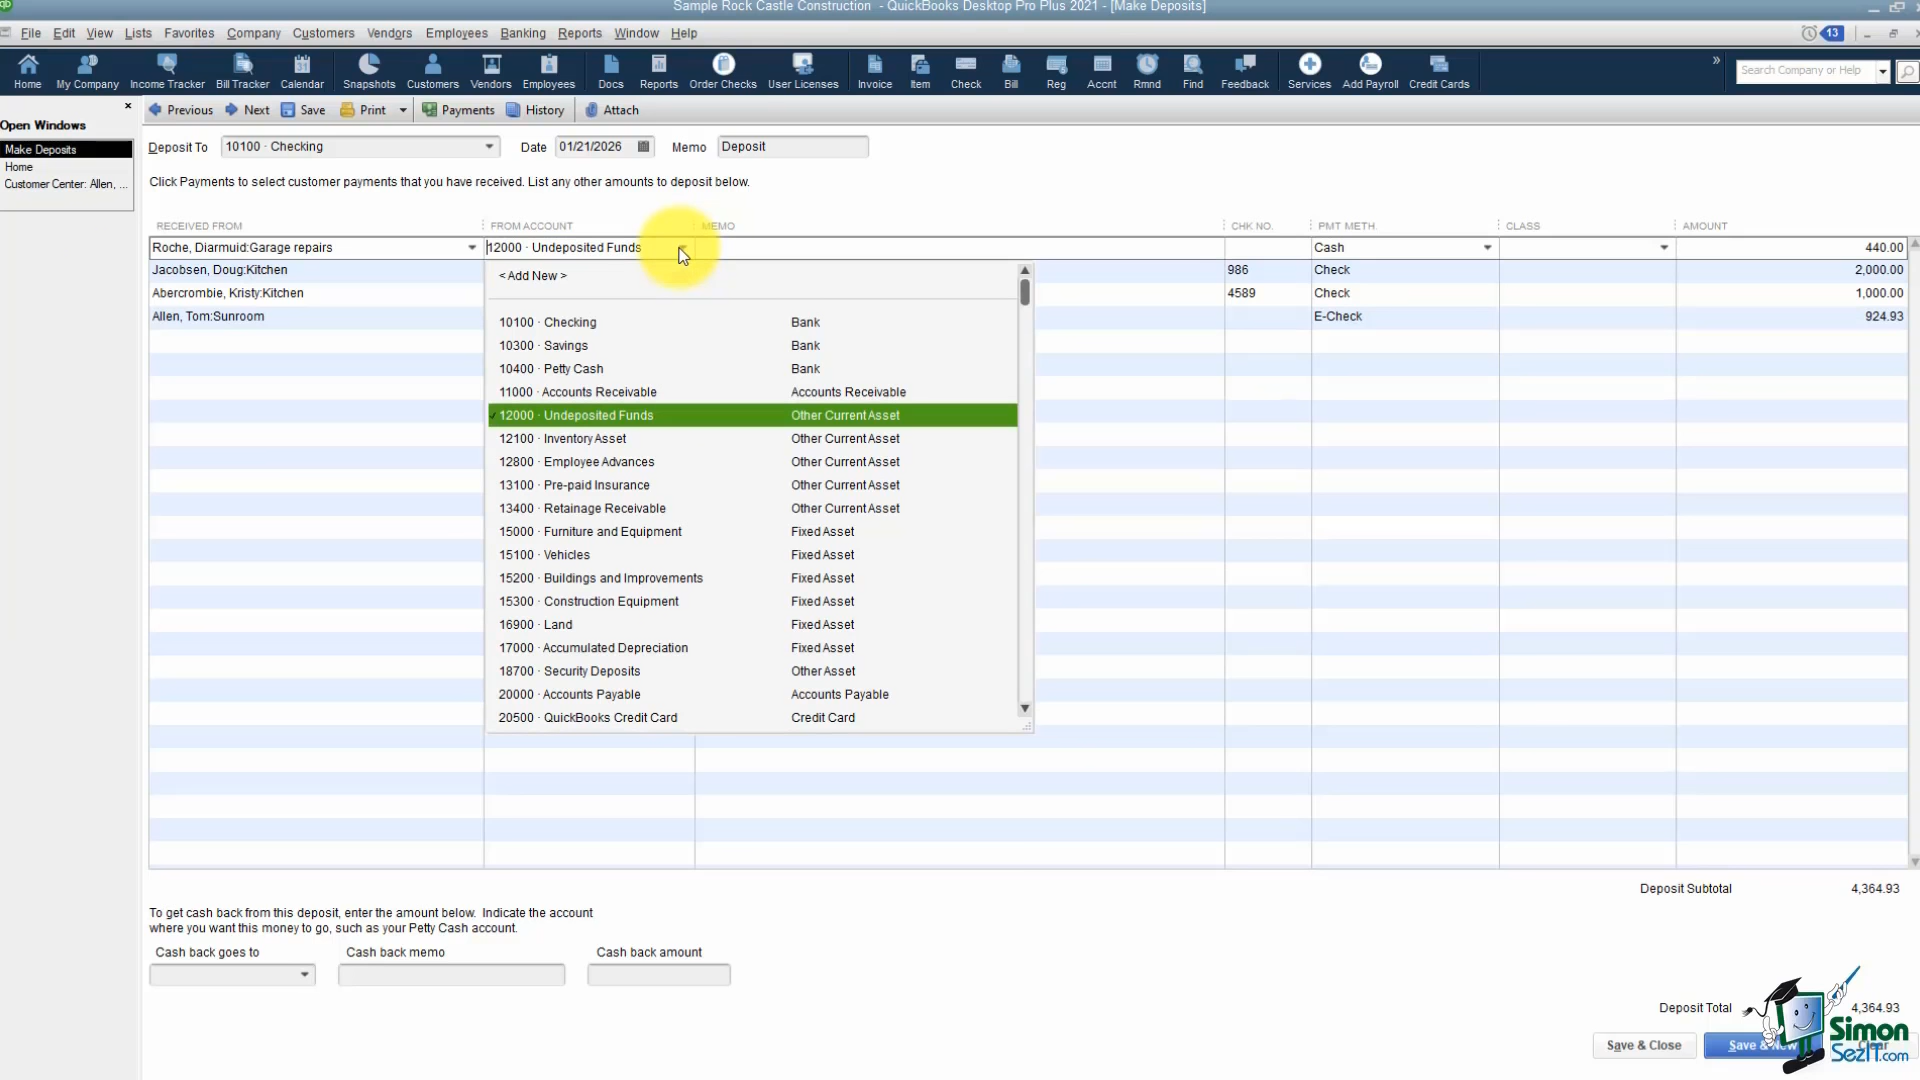 Sample Rock Castle Construction - QuickBooks Desktop Pro Plus 2021 - [Make Deposits]
File Edit View Lists Favorites Company Customers Vendors Employees Banking Reports Window Help 13
Home My Company Income Tracker Bill Tracker Calendar Snapshots Customers Vendors Employees Docs Reports Order Checks User Licenses Invoice Item Check Bill Reg Accnt Rmnd Find Feedback Services Add Payroll Credit Cards » Search Company or Help
Previous Next Save Print Payments History Attach
Open Windows
Make Deposits
Home
Customer Center: Allen, ...
Deposit To 10100 · Checking Date 01/21/2026 Memo Deposit
Click Payments to select customer payments that you have received. List any other amounts to deposit below.
RECEIVED FROM FROM ACCOUNT MEMO CHK NO. PMT METH. CLASS AMOUNT
Roche, Diarmuid:Garage repairs 12000 · Undeposited Funds Cash 440.00
Jacobsen, Doug:Kitchen 986 Check 2,000.00
Abercrombie, Kristy:Kitchen 4589 Check 1,000.00
Allen, Tom:Sunroom E-Check 924.93
< Add New >
10100 · Checking Bank
10300 · Savings Bank
10400 · Petty Cash Bank
11000 · Accounts Receivable Accounts Receivable
12000 · Undeposited Funds Other Current Asset
12100 · Inventory Asset Other Current Asset
12800 · Employee Advances Other Current Asset
13100 · Pre-paid Insurance Other Current Asset
13400 · Retainage Receivable Other Current Asset
15000 · Furniture and Equipment Fixed Asset
15100 · Vehicles Fixed Asset
15200 · Buildings and Improvements Fixed Asset
15300 · Construction Equipment Fixed Asset
16900 · Land Fixed Asset
17000 · Accumulated Depreciation Fixed Asset
18700 · Security Deposits Other Asset
20000 · Accounts Payable Accounts Payable
20500 · QuickBooks Credit Card Credit Card
Deposit Subtotal 4,364.93
To get cash back from this deposit, enter the amount below. Indicate the account
where you want this money to go, such as your Petty Cash account.
Cash back goes to Cash back memo Cash back amount
Deposit Total 4,364.93
Save & Close Save & New Clear
Simon
SezIT.com